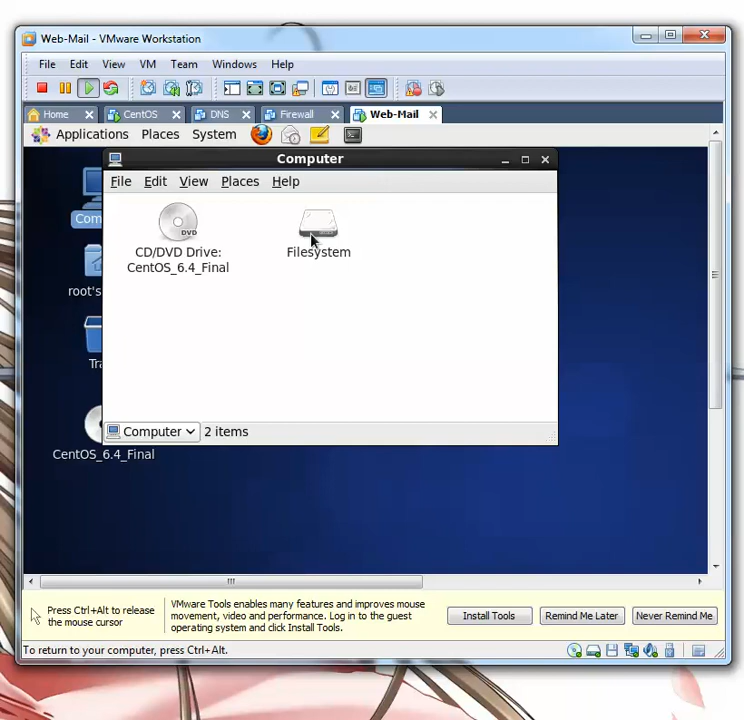 Web-Mail - VMware Workstation
File Edit View VM Team Windows Help
Home CentOS DNS Firewall Web-Mail
Applications Places System
Computer
File Edit View Places Help
DVD
CD/DVD Drive:
CentOS_6.4_Final
Filesystem
Com
root's
Tra
CentOS_6.4_Final
Computer 2 items
Press Ctrl+Alt to release
the mouse cursor
VMware Tools enables many features and improves mouse
movement, video and performance. Log in to the guest
operating system and click Install Tools.
Install Tools Remind Me Later Never Remind Me
To return to your computer, press Ctrl+Alt.